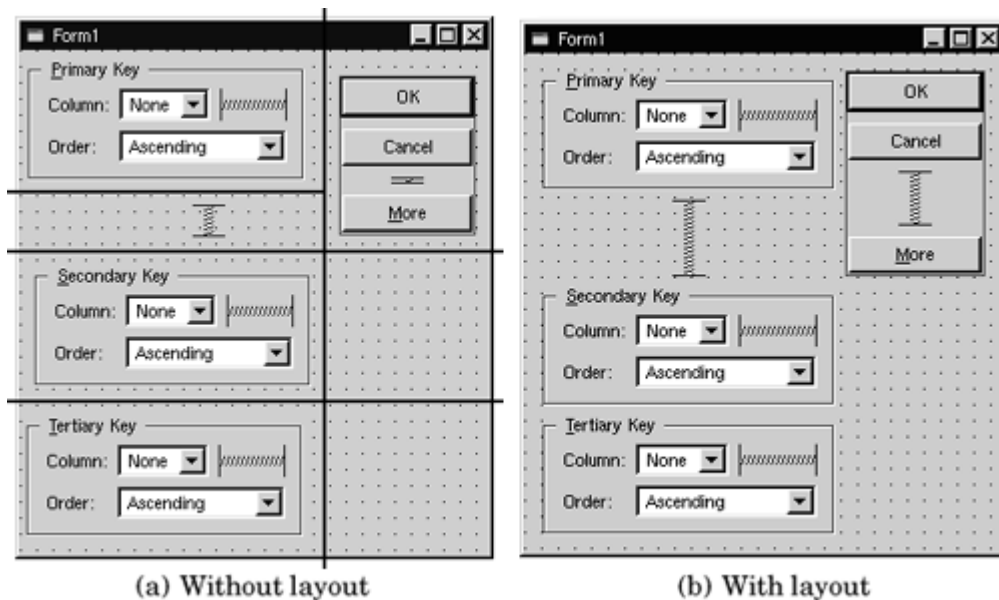 Form1
Primary Key
Column: None
Order: Ascending
OK
Cancel
More
Secondary Key
Column: None
Order: Ascending
Tertiary Key
Column: None
Order: Ascending
(a) Without layout
Form1
Primary Key
Column: None
Order: Ascending
OK
Cancel
More
Secondary Key
Column: None
Order: Ascending
Tertiary Key
Column: None
Order: Ascending
(b) With layout